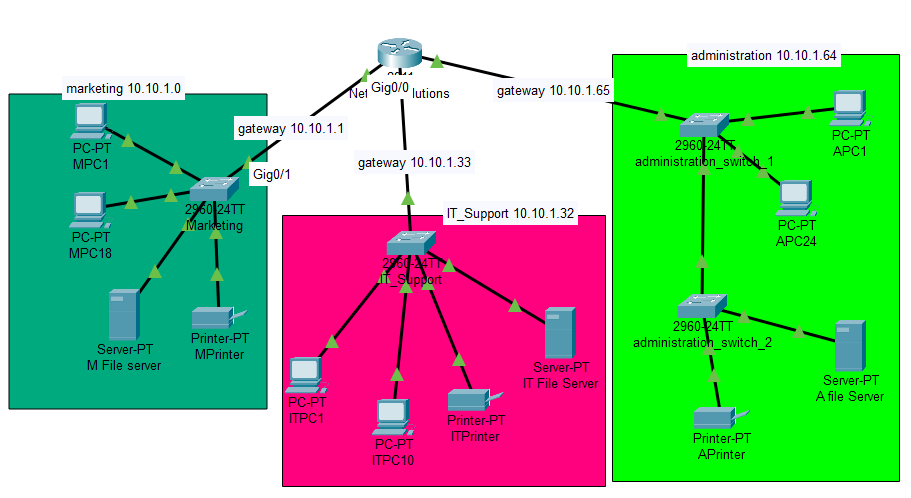 marketing 10.10.1.0
administration 10.10.1.64
Gig0/0
gateway 10.10.1.65
gateway 10.10.1.1
gateway 10.10.1.33
Gig0/1
IT_Support 10.10.1.32
PC-PT
MPC1
PC-PT
MPC18
2960-24TT
Marketing
Server-PT
M File server
Printer-PT
MPrinter
2960-24TT
IT_Support
PC-PT
ITPC1
PC-PT
ITPC10
Printer-PT
ITPrinter
Server-PT
IT File Server
2960-24TT
administration_switch_1
PC-PT
APC1
PC-PT
APC24
2960-24TT
administration_switch_2
Server-PT
A file Server
Printer-PT
APrinter